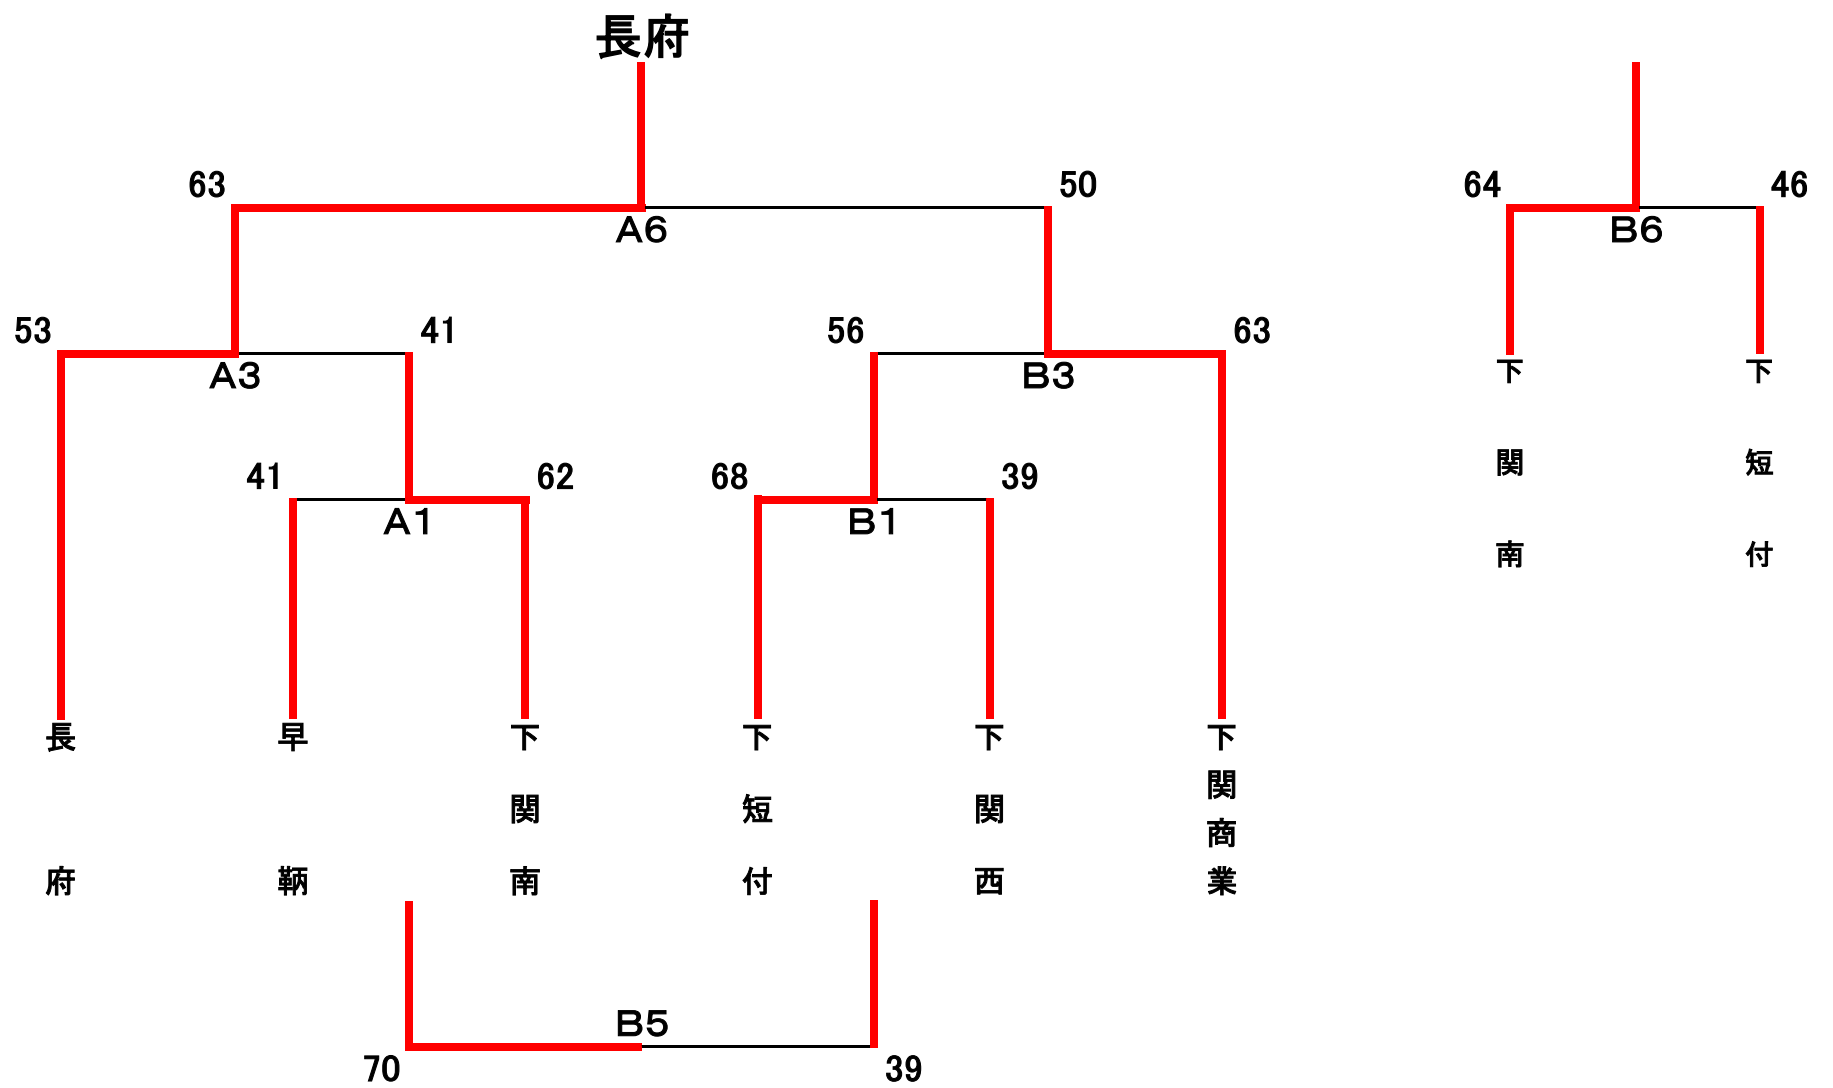 長府
63 50 64 46
A6 B6
53 41 56 63
A3 B3
41 62 68 39
A1 B1
下関南
下短付
長府
早鞆
下関南
下短付
下関西
下関商業
B5
70 39